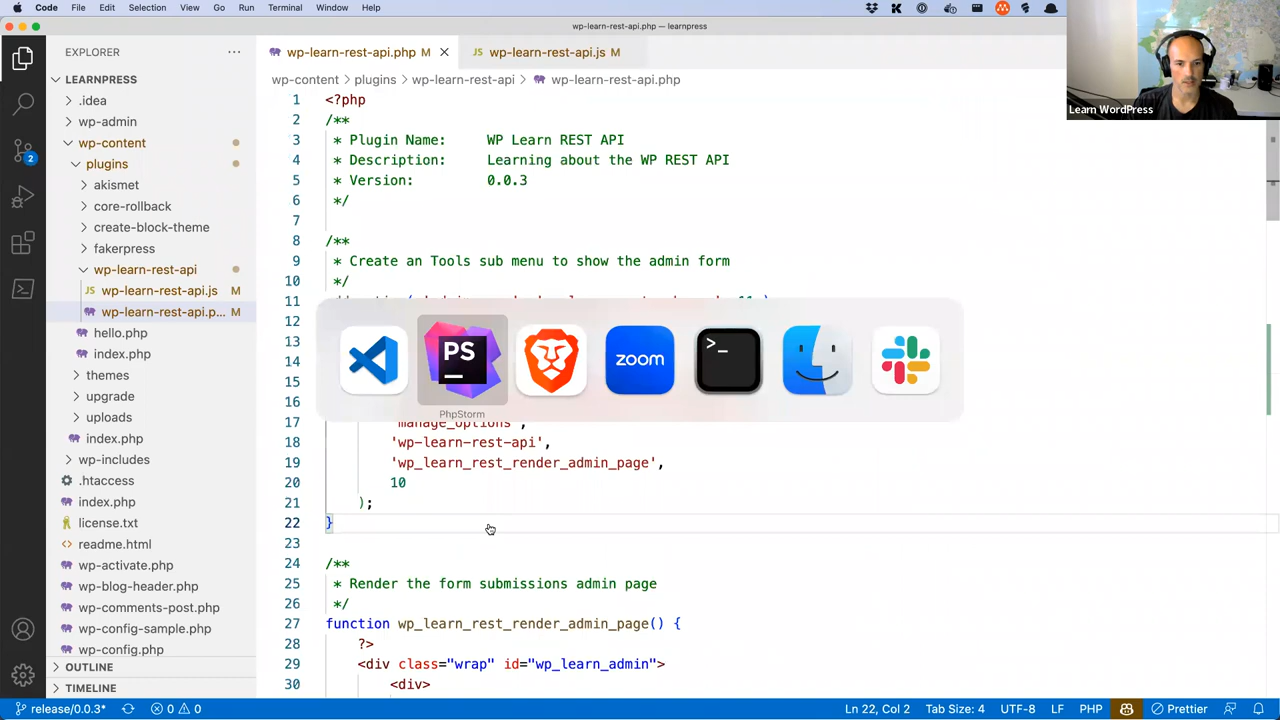 Code File Edit Selection View Go Run Terminal Window Help
wp-learn-rest-api.php — learnpress
EXPLORER
LEARNPRESS
.idea
wp-admin
wp-content
plugins
akismet
core-rollback
create-block-theme
fakerpress
wp-learn-rest-api
JS wp-learn-rest-api.js M
wp-learn-rest-api.p... M
hello.php
index.php
themes
upgrade
uploads
index.php
wp-includes
.htaccess
index.php
license.txt
readme.html
wp-activate.php
wp-blog-header.php
wp-comments-post.php
wp-config-sample.php
wp-config.php
OUTLINE
TIMELINE
2
wp-learn-rest-api.php M
JS wp-learn-rest-api.js M
wp-content > plugins > wp-learn-rest-api > wp-learn-rest-api.php
1 <?php
2 /**
3 * Plugin Name: WP Learn REST API
4 * Description: Learning about the WP REST API
5 * Version: 0.0.3
6 */
7
8 /**
9 * Create an Tools sub menu to show the admin form
10 */
11
12
13
14
15
16
17 'manage_options',
18 'wp-learn-rest-api',
19 'wp_learn_rest_render_admin_page',
20 10
21 );
22 }
23
24 /**
25 * Render the form submissions admin page
26 */
27 function wp_learn_rest_render_admin_page() {
28 ?>
29 <div class="wrap" id="wp_learn_admin">
30 <div>
PS
zoom
>_
PhpStorm
Learn WordPress
release/0.0.3* 0 0 Ln 22, Col 2 Tab Size: 4 UTF-8 LF PHP Prettier